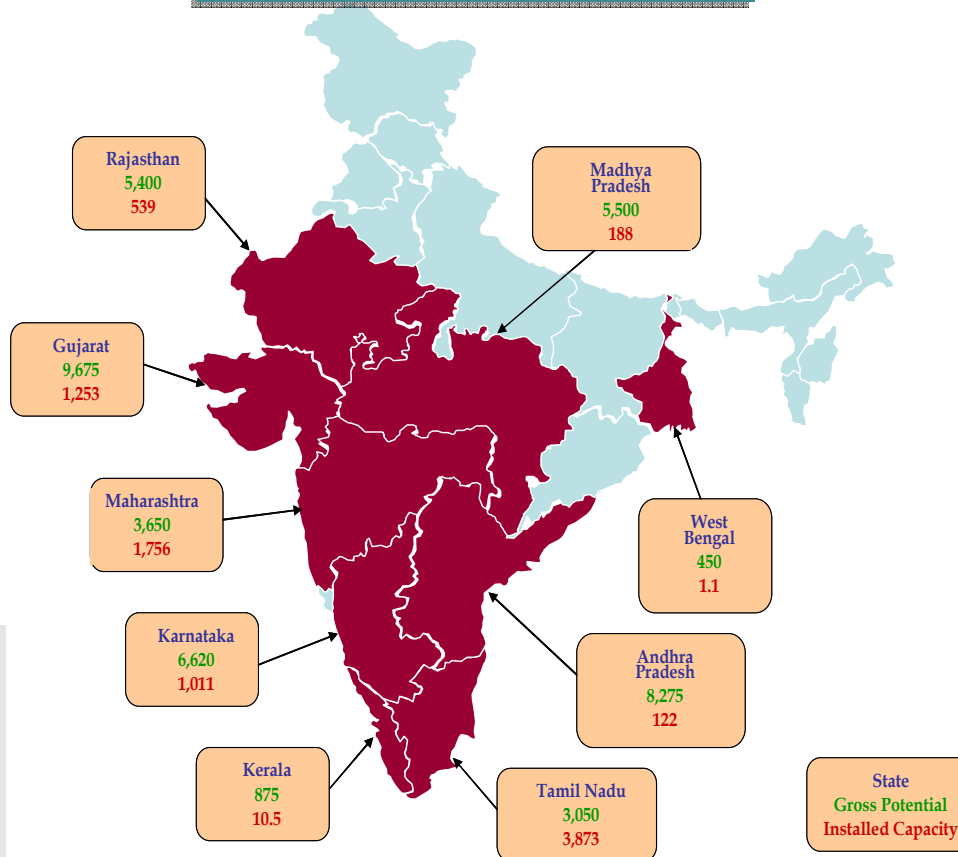 Rajasthan
5,400
539
Madhya
Pradesh
5,500
188
Gujarat
9,675
1,253
Maharashtra
3,650
1,756
West
Bengal
450
1.1
Karnataka
6,620
1,011
Andhra
Pradesh
8,275
122
Kerala
875
10.5
Tamil Nadu
3,050
3,873
State
Gross Potential
Installed Capacity